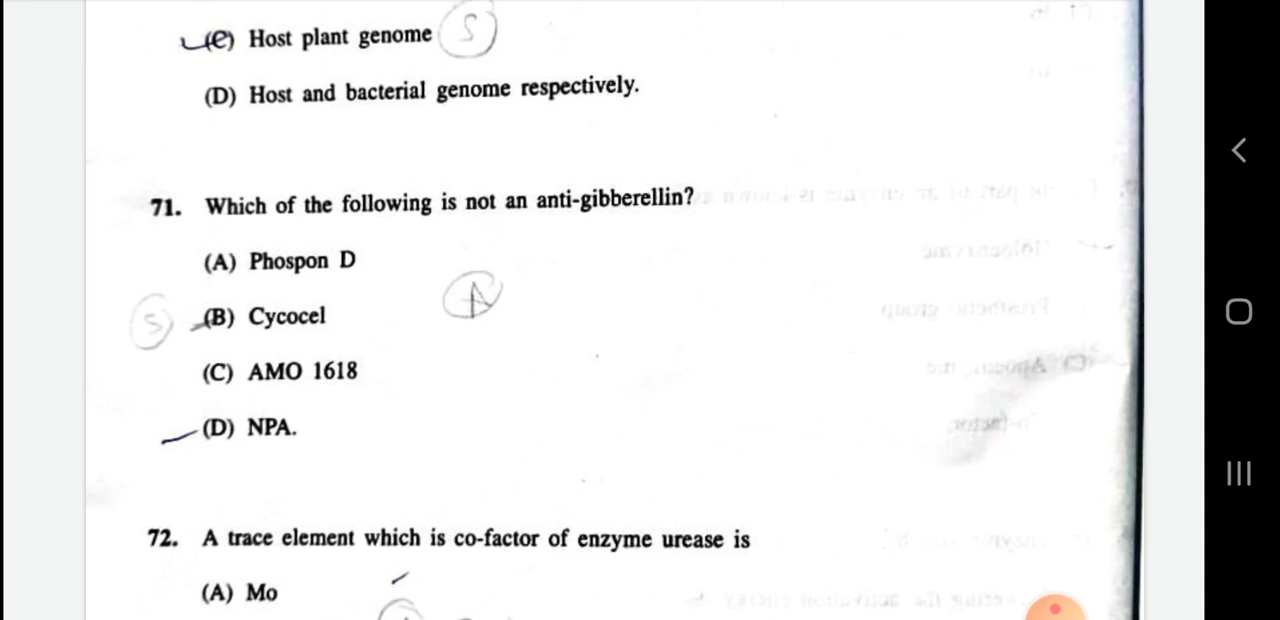 (C) Host plant genome S
(D) Host and bacterial genome respectively.
71. Which of the following is not an anti-gibberellin?
(A) Phospon D
S (B) Cycocel
A
(C) AMO 1618
(D) NPA.
72. A trace element which is co-factor of enzyme urease is
(A) Mo